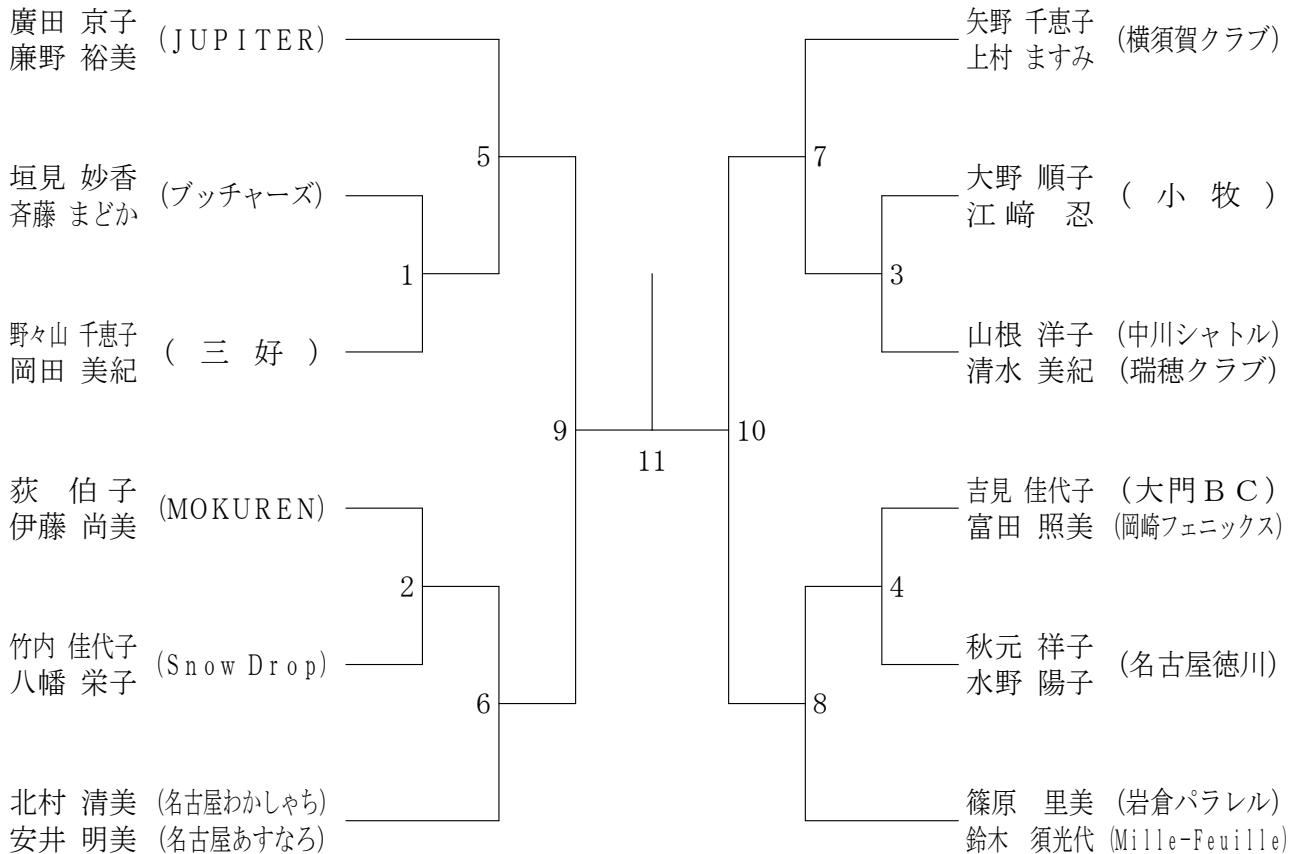 廣田 京子 (JUPITER)
廉野 裕美
垣見 妙香 (ブッチャーズ)
斉藤 まどか
野々山 千恵子 ( 三 好 )
岡田 美紀
荻 伯子 (MOKUREN)
伊藤 尚美
竹内 佳代子 (Snow Drop)
八幡 栄子
北村 清美 (名古屋わかしゃち)
安井 明美 (名古屋あすなろ)
5
1
9
2
6
11
7
3
10
4
8
矢野 千恵子 (横須賀クラブ)
上村 ますみ
大野 順子 ( 小 牧 )
江﨑 忍
山根 洋子 (中川シャトル)
清水 美紀 (瑞穂クラブ)
吉見 佳代子 (大門BC)
富田 照美 (岡崎フェニックス)
秋元 祥子 (名古屋徳川)
水野 陽子
篠原 里美 (岩倉パラレル)
鈴木 須光代 (Mille-Feuille)